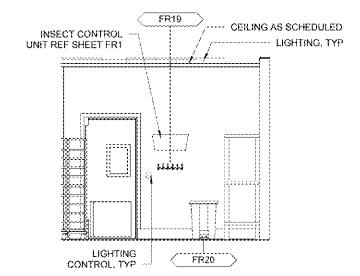 FR19
CEILING AS SCHEDULED
INSECT CONTROL
UNIT REF SHEET FR1
LIGHTING, TYP
LIGHTING
CONTROL, TYP
FR20